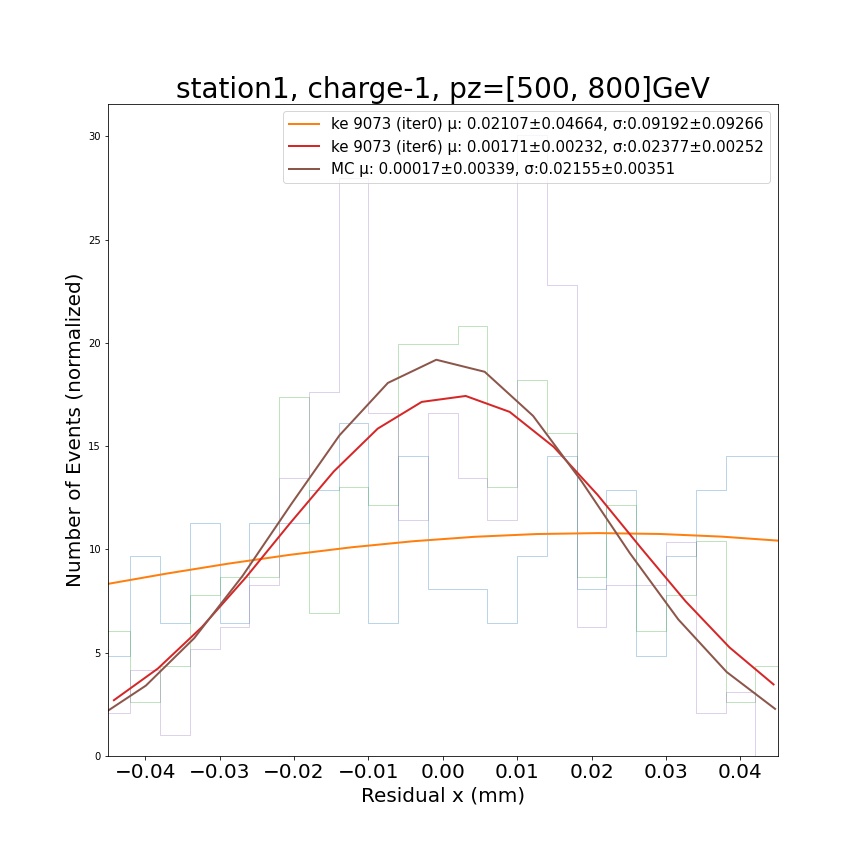 station1, charge-1, pz=[500, 800]GeV
ke 9073 (iter0) μ: 0.02107±0.04664, σ:0.09192±0.09266
ke 9073 (iter6) μ: 0.00171±0.00232, σ:0.02377±0.00252
MC μ: 0.00017±0.00339, σ:0.02155±0.00351
Number of Events (normalized)
30
25
20
15
10
5
0
−0.04 −0.03 −0.02 −0.01 0.00 0.01 0.02 0.03 0.04
Residual x (mm)